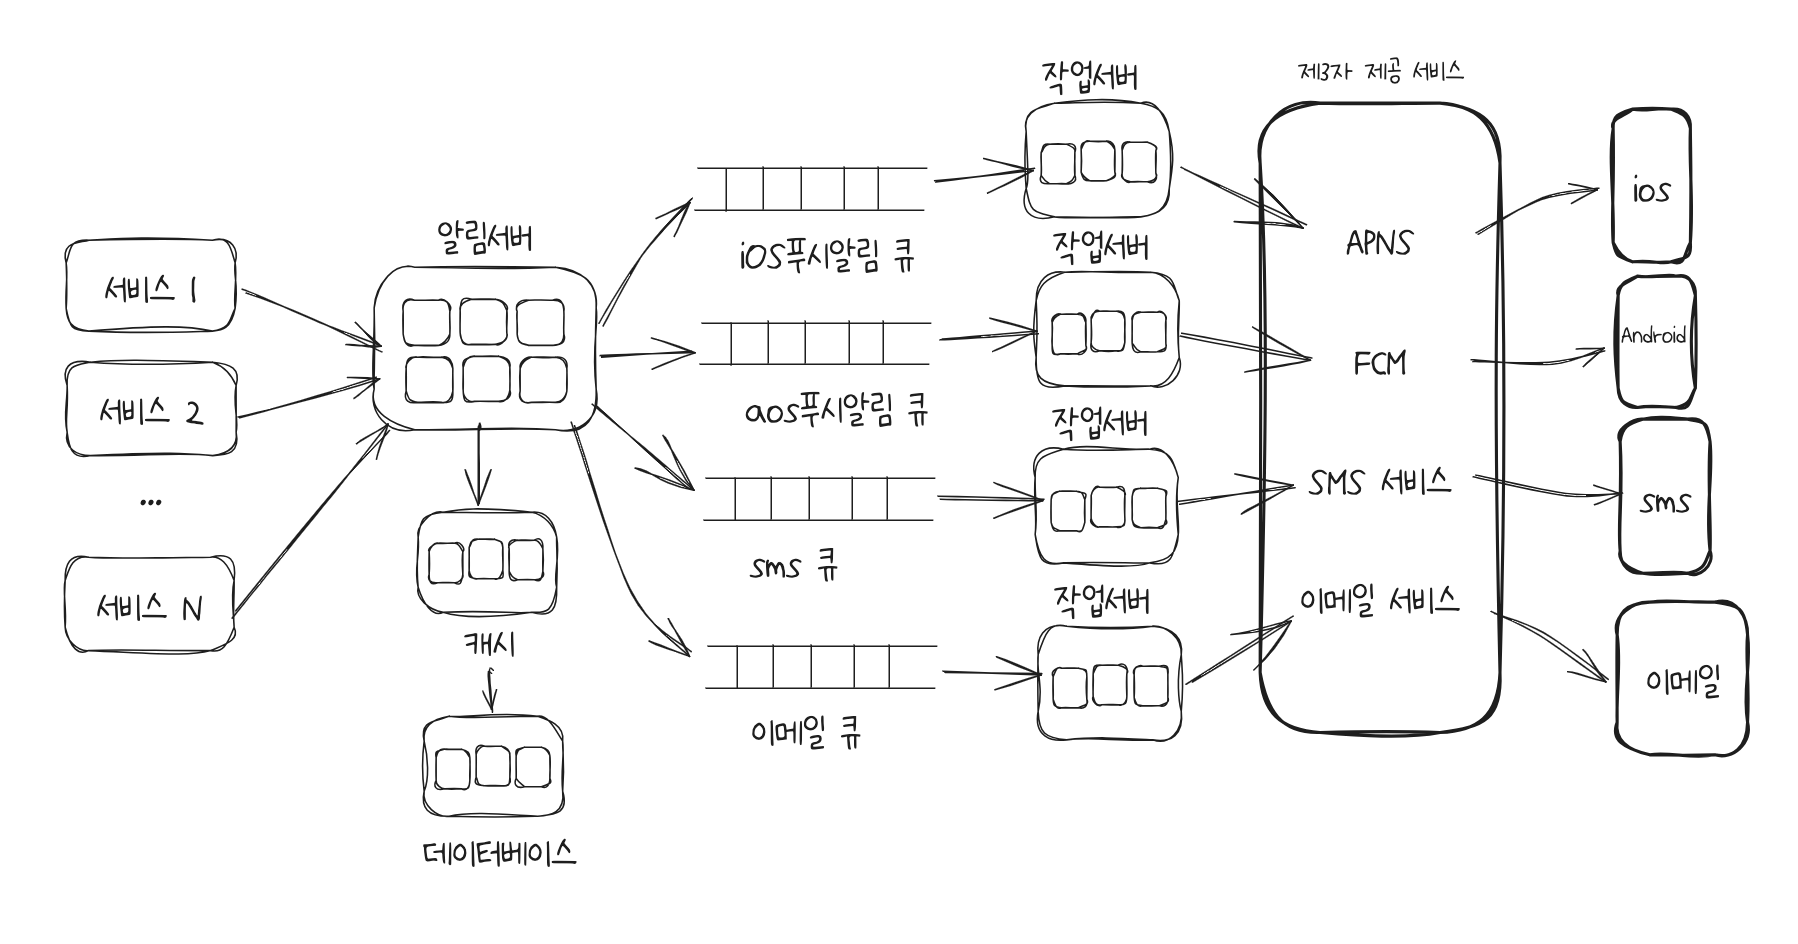 서비스 1
서비스 2
...
서비스 N
알림서버
캐시
데이터베이스
iOS푸시알림 큐
aos푸시알림 큐
sms 큐
이메일 큐
작업서버
작업서버
작업서버
작업서버
제3자 제공 서비스
APNS
FCM
SMS 서비스
이메일 서비스
ios
Android
sms
이메일